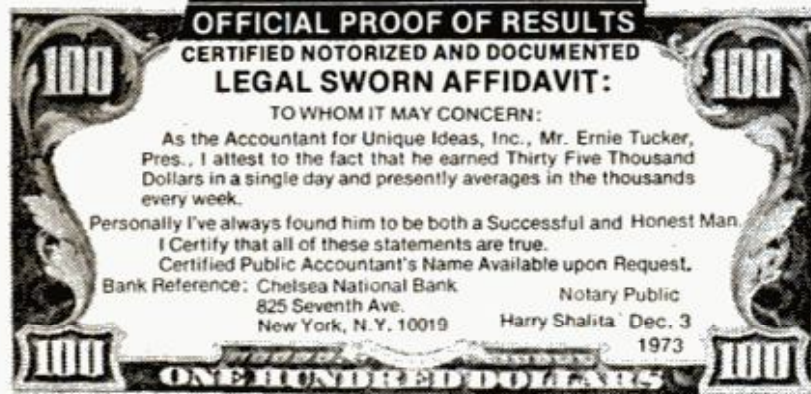 OFFICIAL PROOF OF RESULTS
100
100
CERTIFIED NOTORIZED AND DOCUMENTED
LEGAL SWORN AFFIDAVIT:
TO WHOM IT MAY CONCERN:
As the Accountant for Unique Ideas, Inc., Mr. Ernie Tucker,
Pres., I attest to the fact that he earned Thirty Five Thousand
Dollars in a single day and presently averages in the thousands
every week.
Personally I've always found him to be both a Successful and Honest Man.
I Certify that all of these statements are true.
Certified Public Accountant's Name Available upon Request.
Bank Reference: Chelsea National Bank
825 Seventh Ave.
New York, N.Y. 10019
Notary Public
Harry Shalita Dec. 3
1973
100
100
ONE HUNDRED DOLLARS